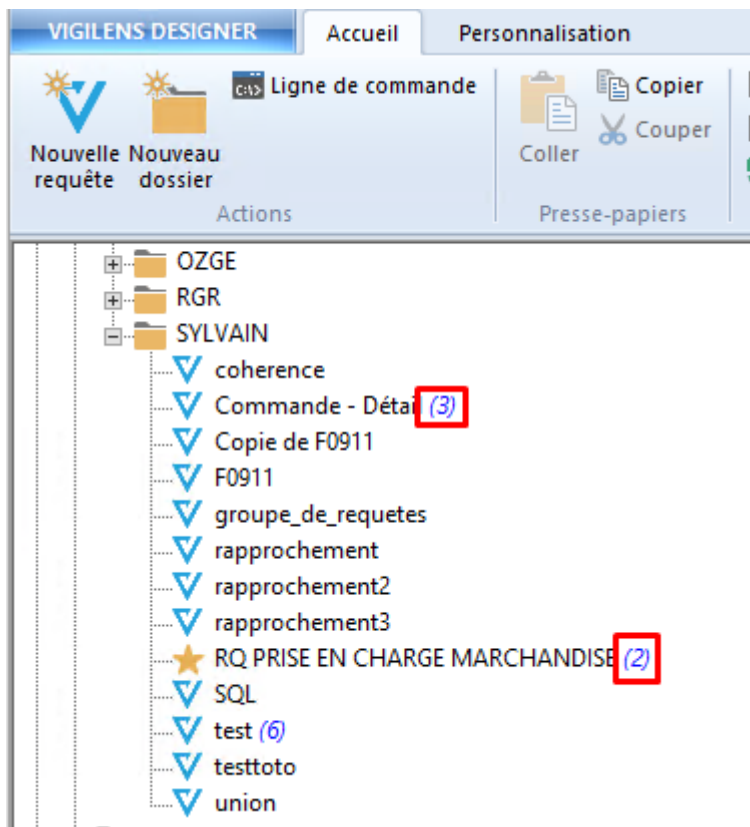 VIGILENS DESIGNER Accueil Personnalisation
Ligne de commande
Copier
Couper
Nouvelle requête
Nouveau dossier
Coller
Actions
Presse-papiers
OZGE
RGR
SYLVAIN
coherence
Commande - Détail (3)
Copie de F0911
F0911
groupe_de_requetes
rapprochement
rapprochement2
rapprochement3
RQ PRISE EN CHARGE MARCHANDISE (2)
SQL
test (6)
testtoto
union